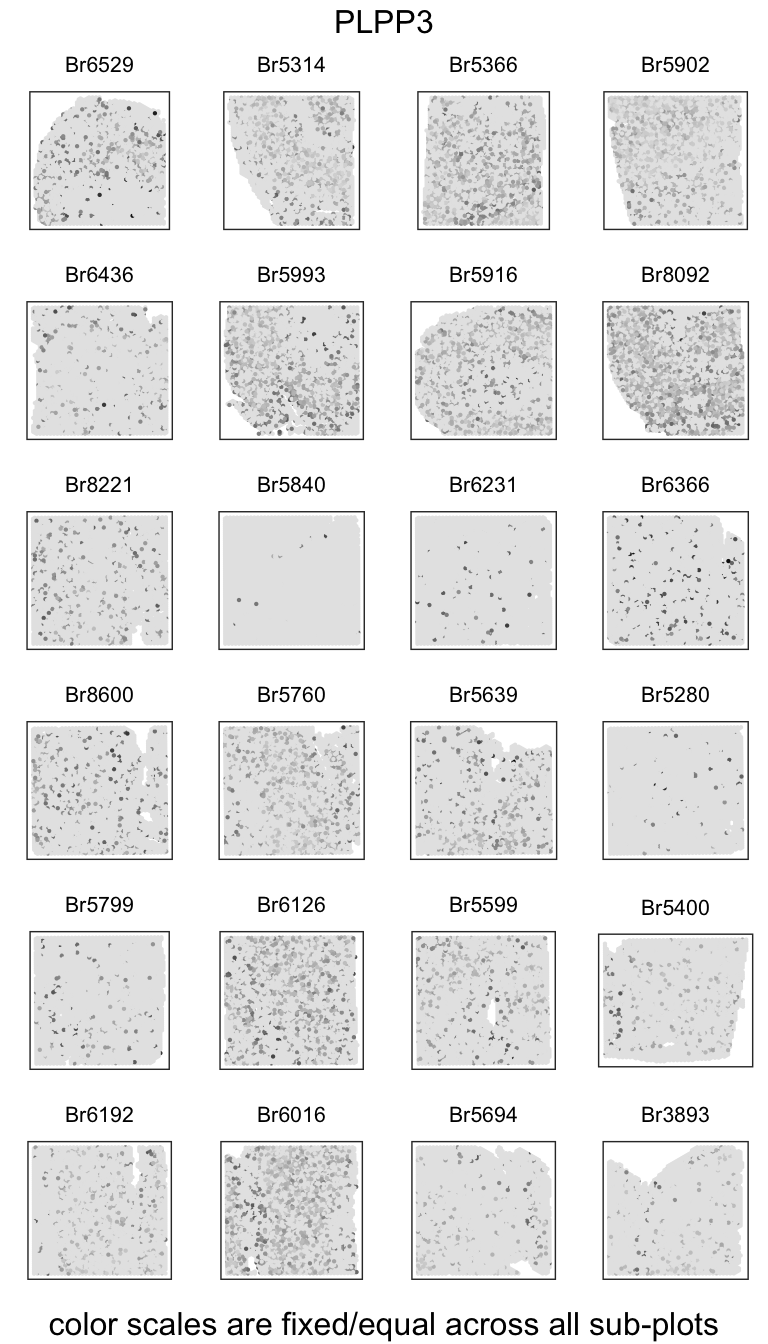 PLPP3
Br6529 Br5314 Br5366 Br5902
Br6436 Br5993 Br5916 Br8092
Br8221 Br5840 Br6231 Br6366
Br8600 Br5760 Br5639 Br5280
Br5799 Br6126 Br5599 Br5400
Br6192 Br6016 Br5694 Br3893
color scales are fixed/equal across all sub-plots